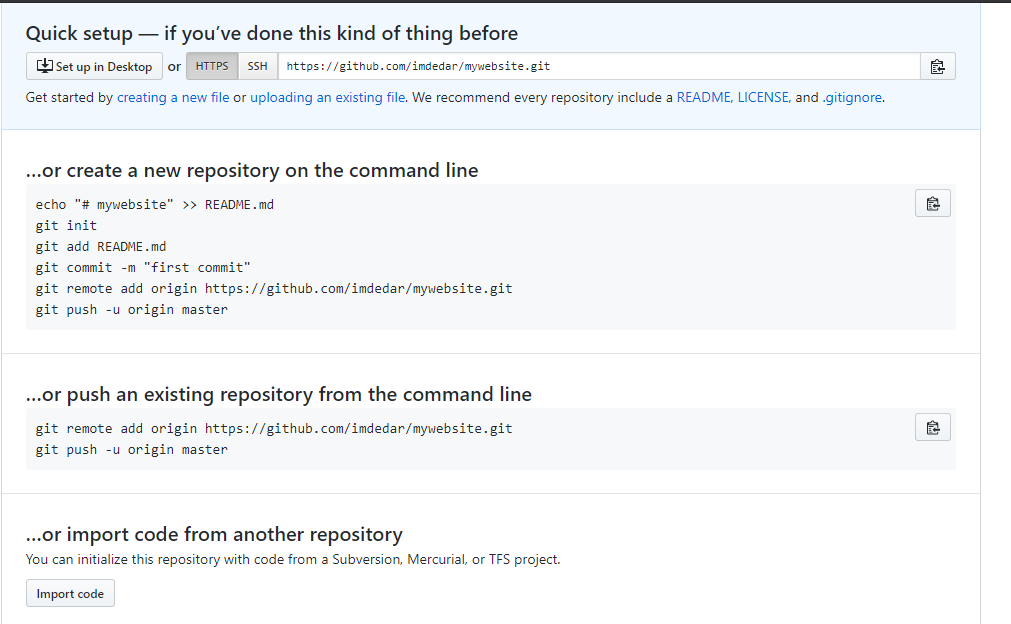 Quick setup — if you’ve done this kind of thing before
Set up in Desktop or HTTPS SSH https://github.com/imdedar/mywebsite.git
Get started by creating a new file or uploading an existing file. We recommend every repository include a README, LICENSE, and .gitignore.
...or create a new repository on the command line
echo "# mywebsite" >> README.md
git init
git add README.md
git commit -m "first commit"
git remote add origin https://github.com/imdedar/mywebsite.git
git push -u origin master
...or push an existing repository from the command line
git remote add origin https://github.com/imdedar/mywebsite.git
git push -u origin master
...or import code from another repository
You can initialize this repository with code from a Subversion, Mercurial, or TFS project.
Import code